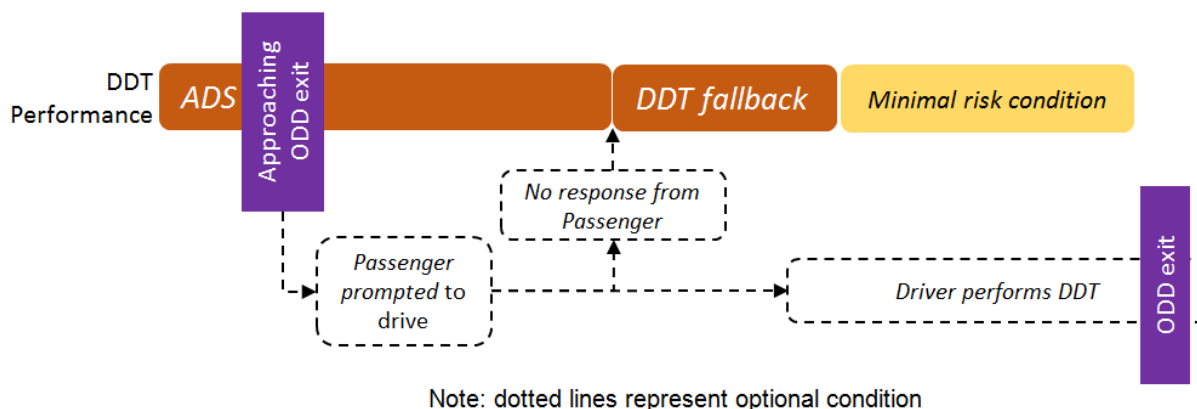 DDT
Performance
ADS
Approaching
ODD exit
DDT fallback
Minimal risk condition
No response from
Passenger
Passenger
prompted to
drive
Driver performs DDT
ODD exit
Note: dotted lines represent optional condition